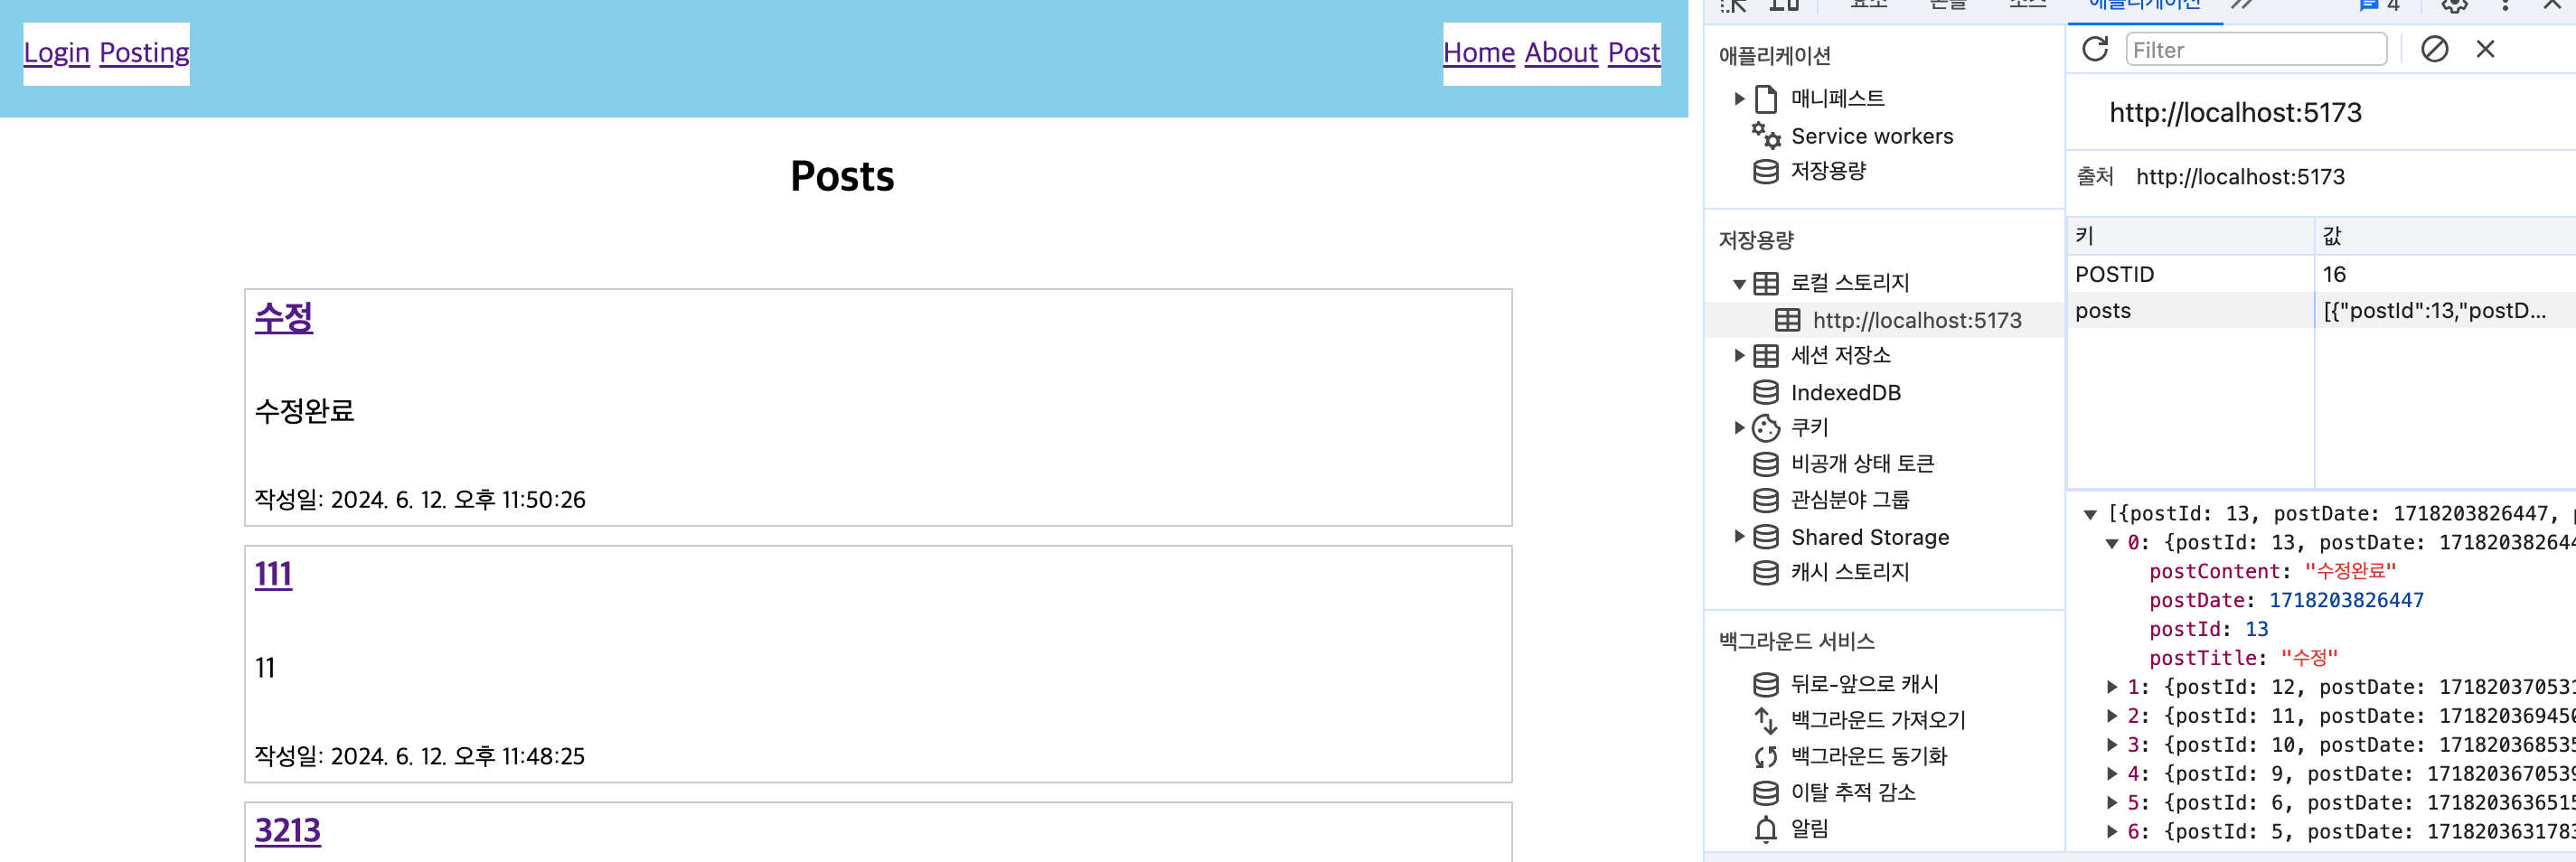 Login Posting
Home About Post
Posts
수정
수정완료
작성일: 2024. 6. 12. 오후 11:50:26
111
11
작성일: 2024. 6. 12. 오후 11:48:25
3213
요소 콘솔 소스 애플리케이션 4
애플리케이션
매니페스트
Service workers
저장용량
저장용량
로컬 스토리지
http://localhost:5173
세션 저장소
IndexedDB
쿠키
비공개 상태 토큰
관심분야 그룹
Shared Storage
캐시 스토리지
백그라운드 서비스
뒤로-앞으로 캐시
백그라운드 가져오기
백그라운드 동기화
이탈 추적 감소
알림
Filter
http://localhost:5173
출처 http://localhost:5173
키 값
POSTID 16
posts [{"postId":13,"postD...
[{postId: 13, postDate: 1718203826447,
0: {postId: 13, postDate: 171820382644
postContent: "수정완료"
postDate: 1718203826447
postId: 13
postTitle: "수정"
1: {postId: 12, postDate: 171820370531
2: {postId: 11, postDate: 171820369450
3: {postId: 10, postDate: 171820368535
4: {postId: 9, postDate: 1718203670539
5: {postId: 6, postDate: 1718203636515
6: {postId: 5, postDate: 1718203631783